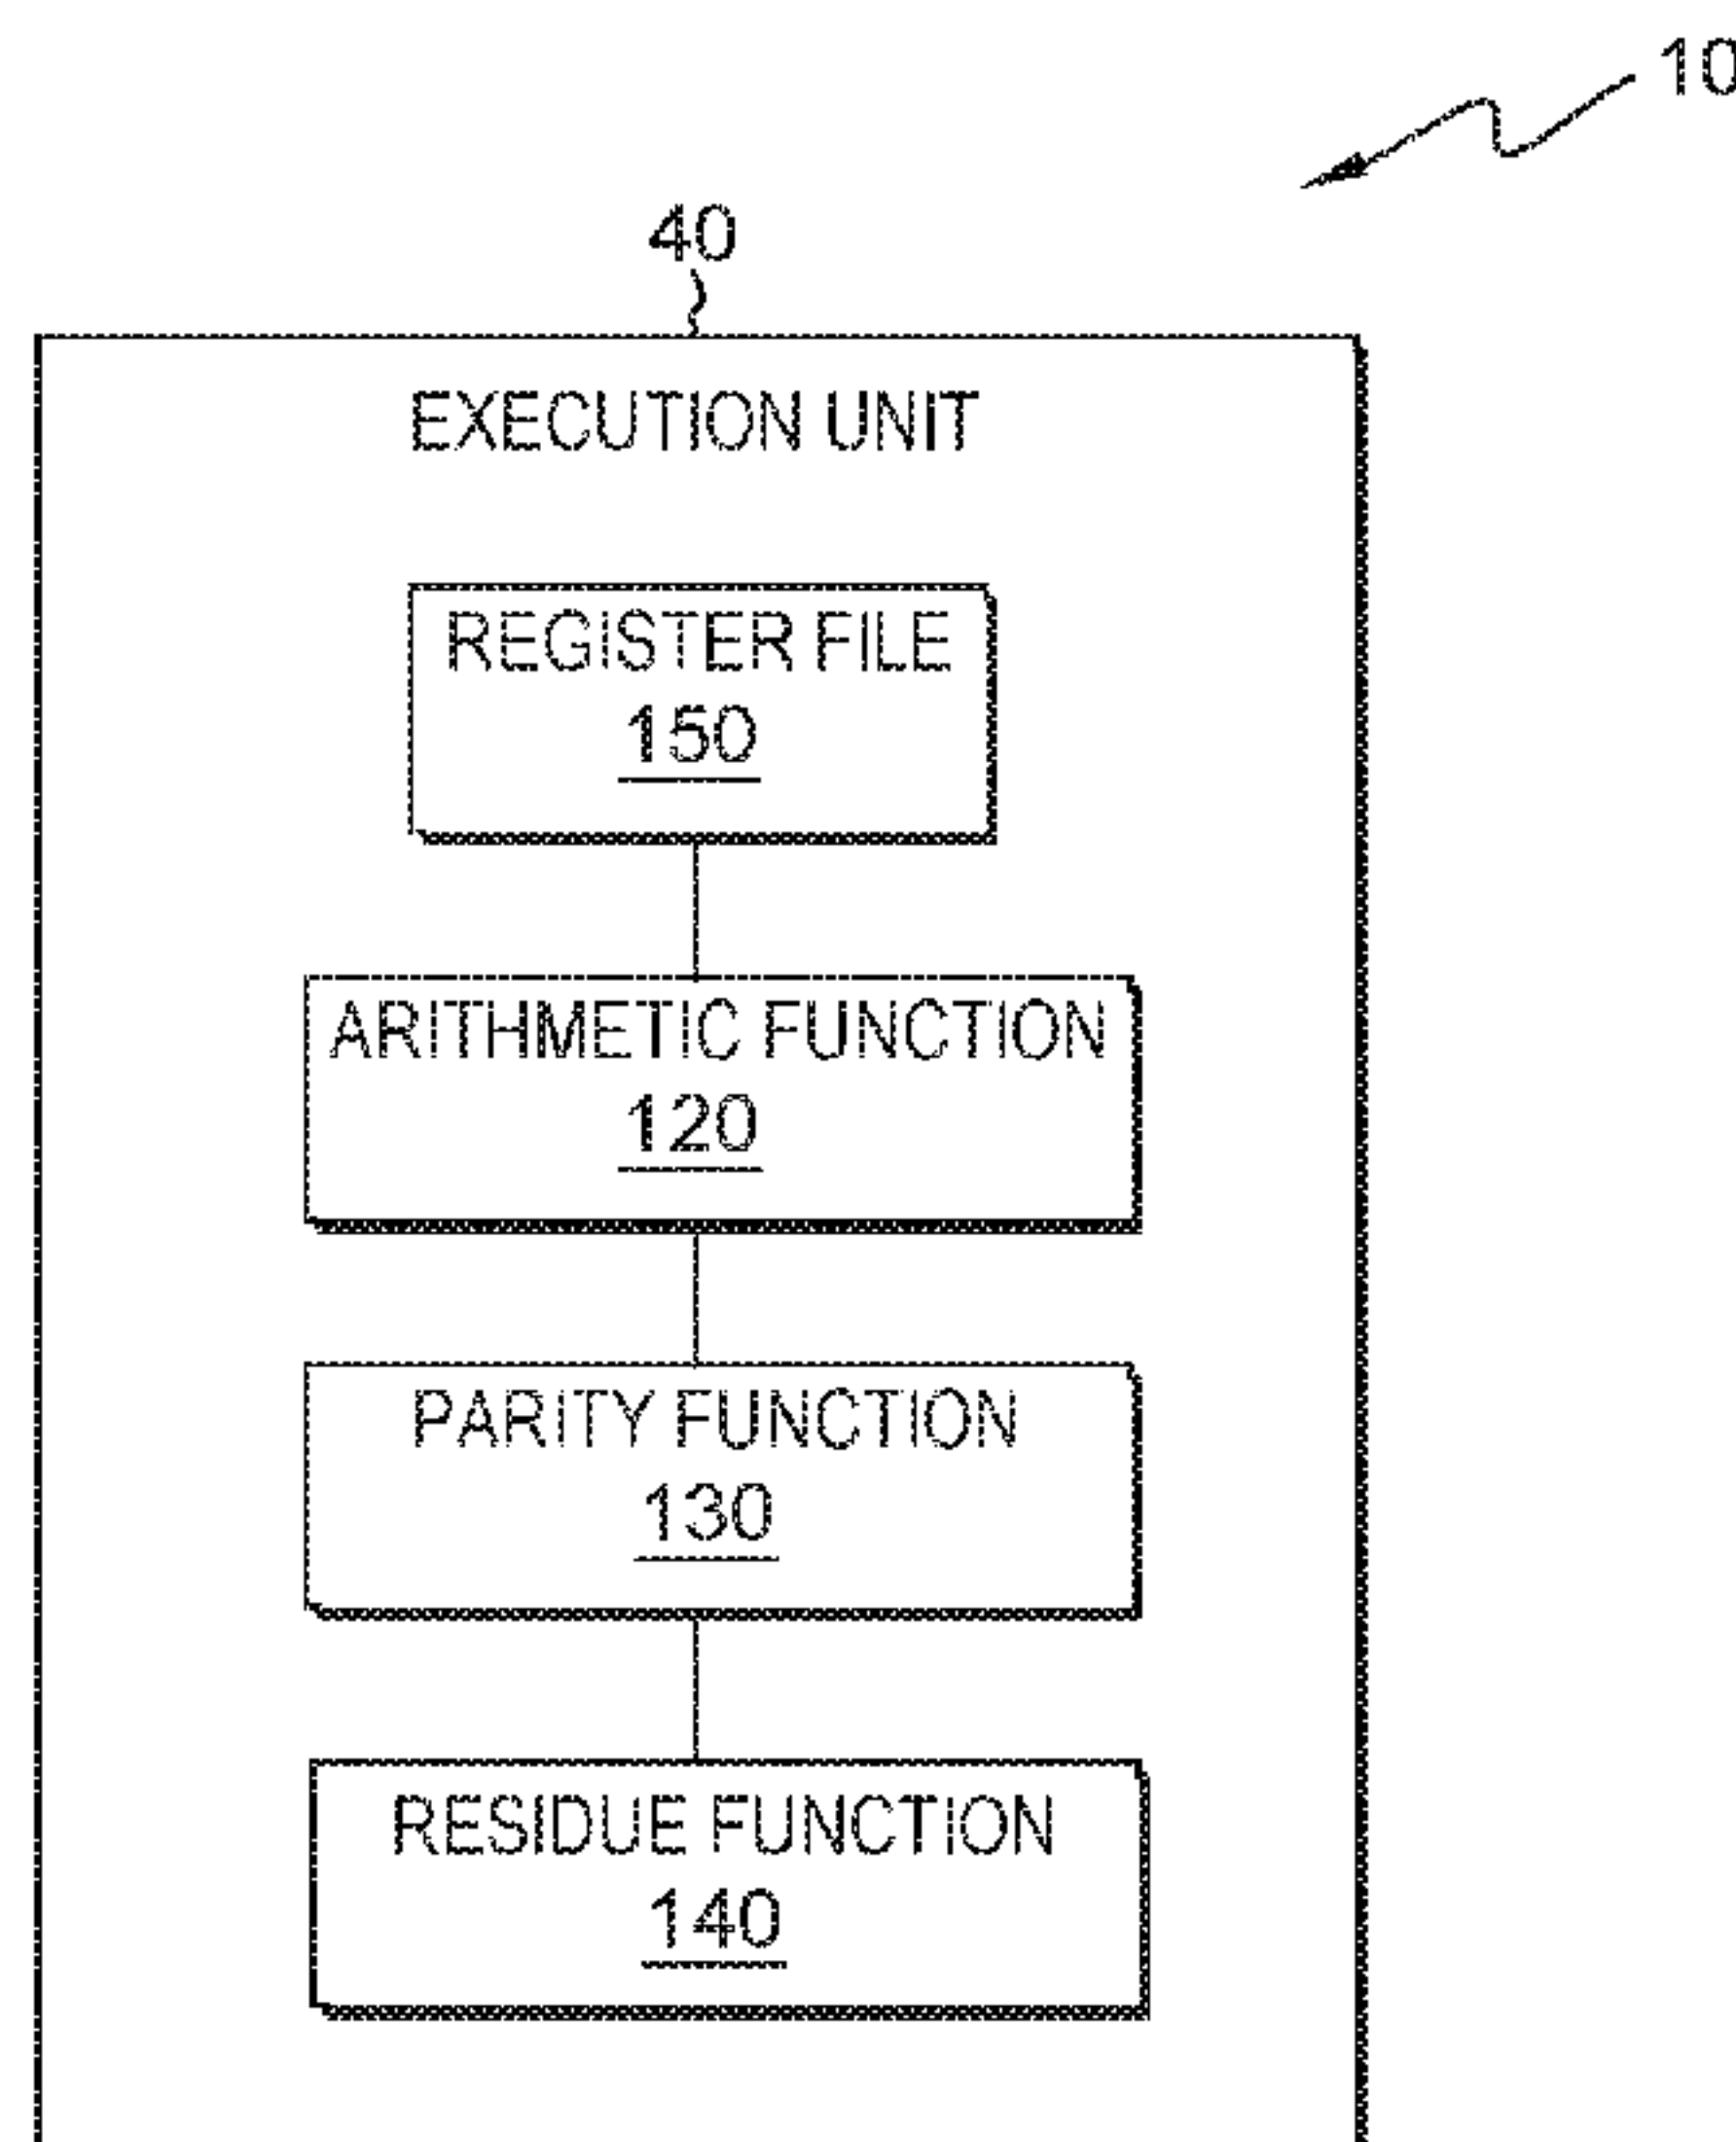 10
40
EXECUTION UNIT
REGISTER FILE
150
ARITHMETIC FUNCTION
120
PARITY FUNCTION
130
RESIDUE FUNCTION
140